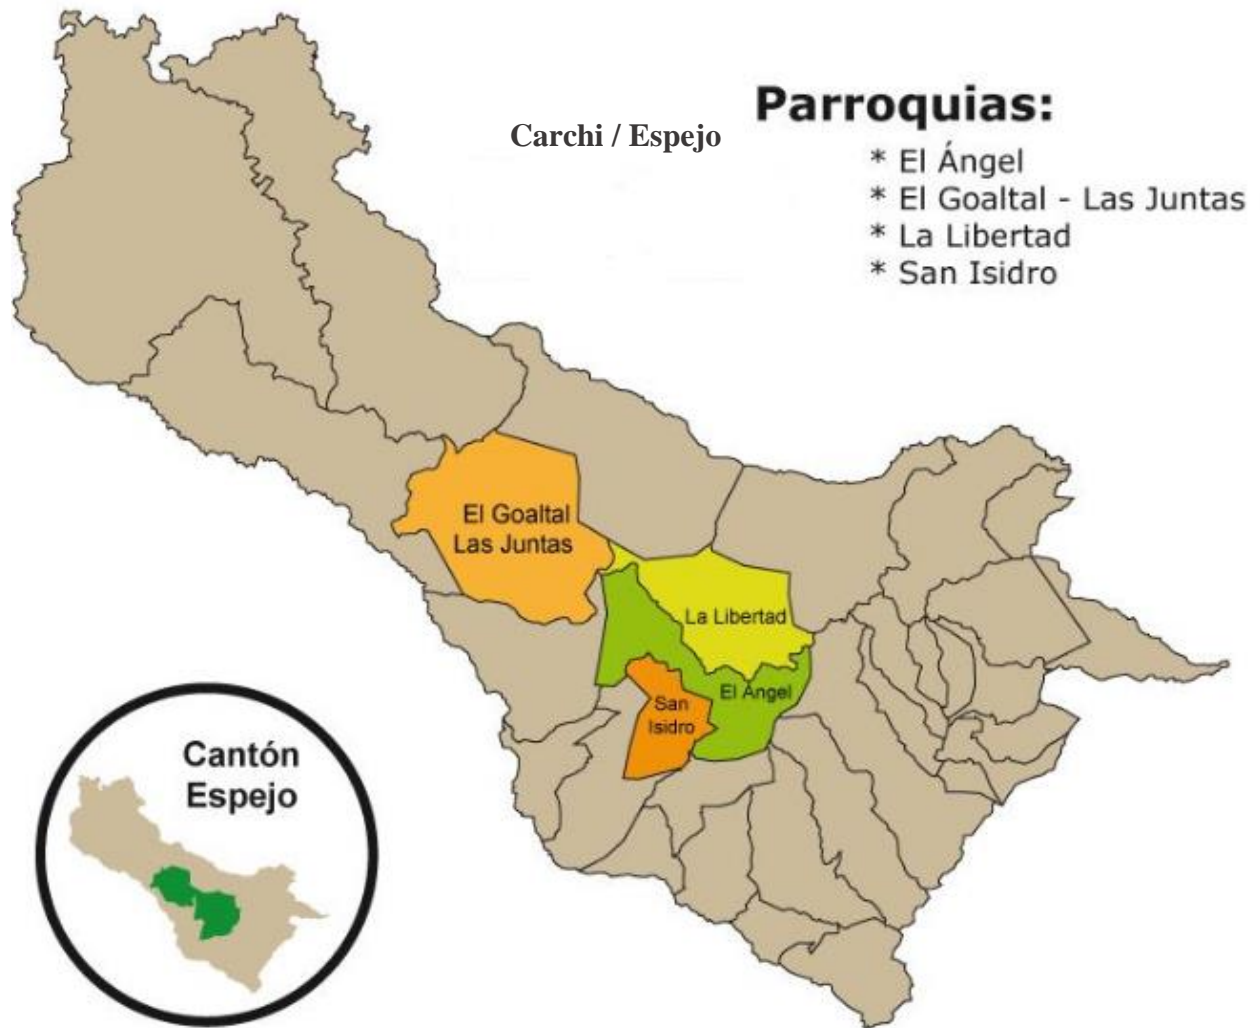 Carchi / Espejo
Parroquias:
* El Ángel
* El Goaltal - Las Juntas
* La Libertad
* San Isidro
El Goaltal
Las Juntas
La Libertad
El Angel
San
Isidro
Cantón
Espejo